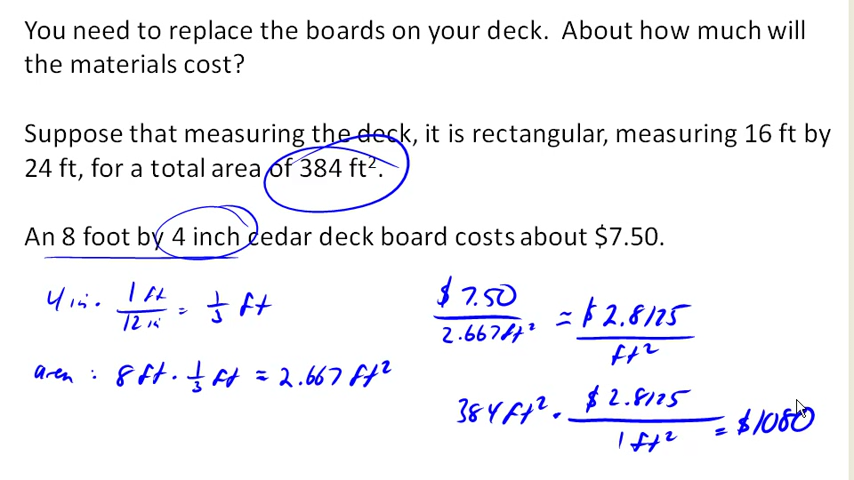 You need to replace the boards on your deck.  About how much will
the materials cost?
Suppose that measuring the deck, it is rectangular, measuring 16 ft by
24 ft, for a total area of 384 ft².
An 8 foot by 4 inch cedar deck board costs about $7.50.
4 in. 1 ft / 12 in = 1/3 ft
area : 8 ft · 1/3 ft = 2.667 ft²
$7.50 / 2.667 ft² = $2.8125 / ft²
384 ft² · $2.8125 / 1 ft² = $1080